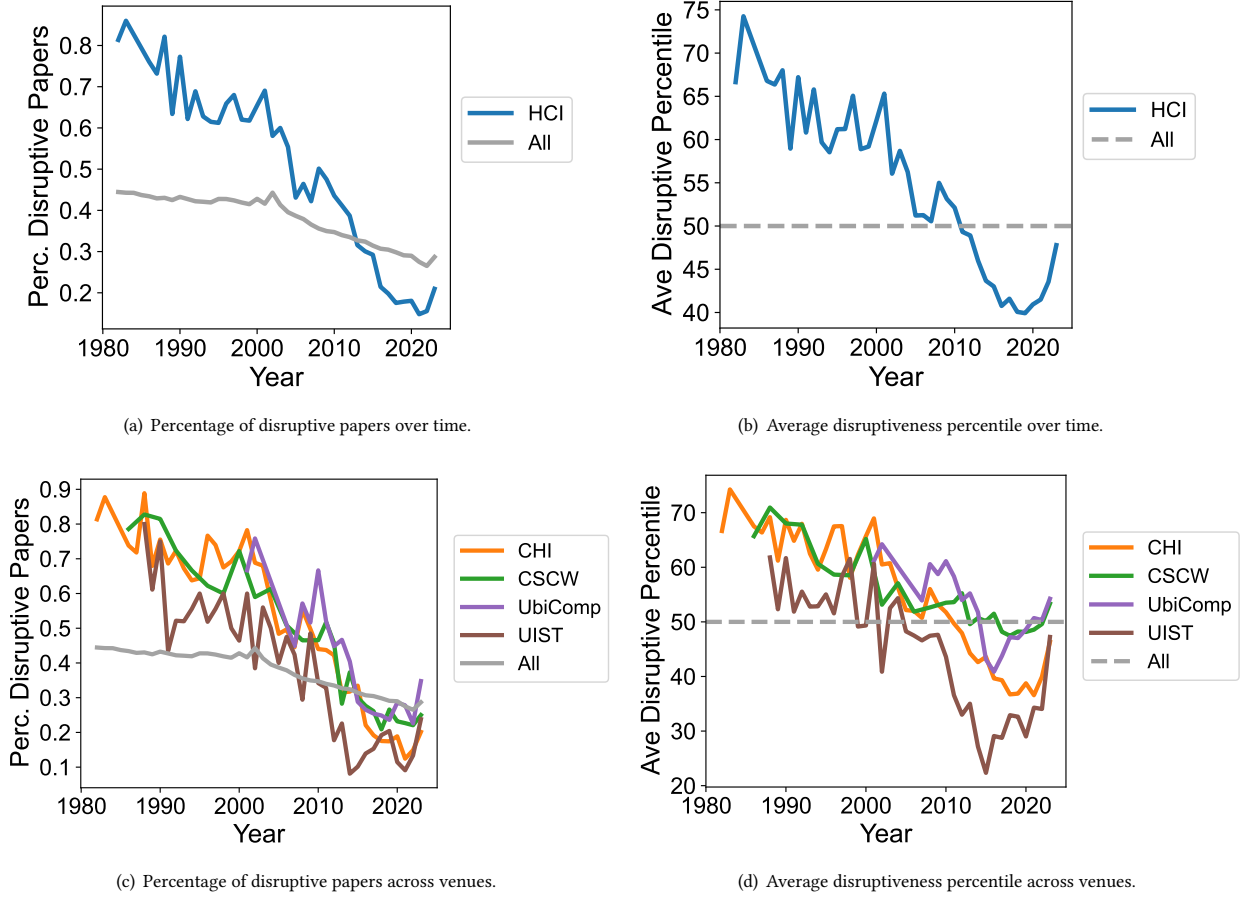 Perc. Disruptive Papers
0.8
0.7
0.6
0.5
0.4
0.3
0.2
1980 1990 2000 2010 2020
Year
HCI
All
(a) Percentage of disruptive papers over time.
Ave Disruptive Percentile
75
70
65
60
55
50
45
40
1980 1990 2000 2010 2020
Year
HCI
All
(b) Average disruptiveness percentile over time.
Perc. Disruptive Papers
0.9
0.8
0.7
0.6
0.5
0.4
0.3
0.2
0.1
1980 1990 2000 2010 2020
Year
CHI
CSCW
UbiComp
UIST
All
(c) Percentage of disruptive papers across venues.
Ave Disruptive Percentile
70
60
50
40
30
20
1980 1990 2000 2010 2020
Year
CHI
CSCW
UbiComp
UIST
All
(d) Average disruptiveness percentile across venues.